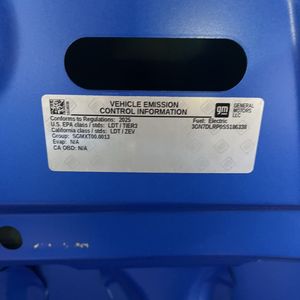 VEHICLE EMISSION
CONTROL INFORMATION
gm
GENERAL MOTORS LLC
Conforms to Regulations: 2025
U.S. EPA class / stds: LDT / TIER3
California class / stds: LDT / ZEV
Group: SGMXT00.0013
Evap: N/A
CA OBD: N/A
Fuel: Electric
3GN7DLRP0SS106338